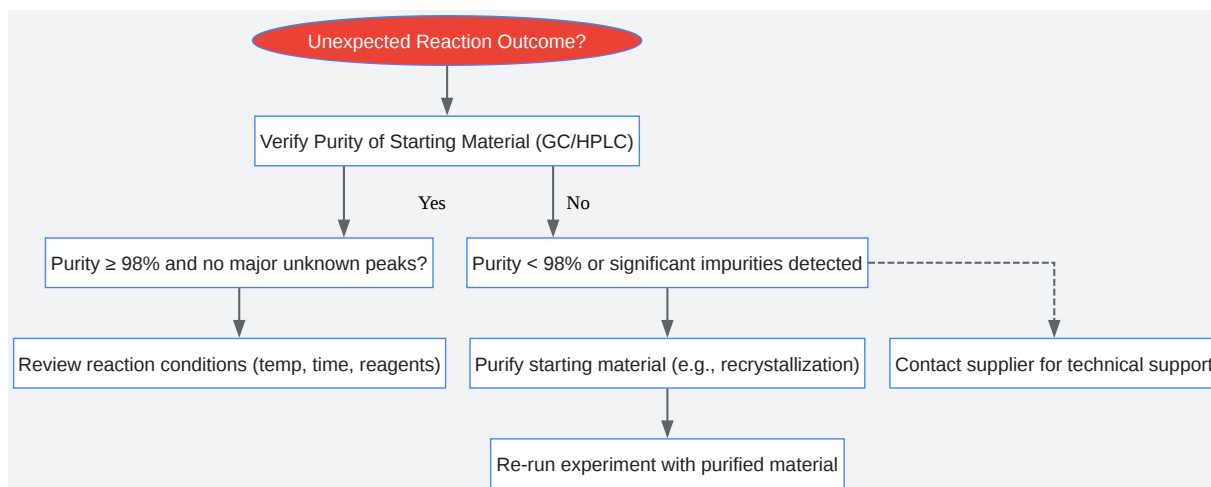 Unexpected Reaction Outcome?
Verify Purity of Starting Material (GC/HPLC)
Yes
No
Purity ≥ 98% and no major unknown peaks?
Purity < 98% or significant impurities detected
Review reaction conditions (temp, time, reagents)
Purify starting material (e.g., recrystallization)
Contact supplier for technical support
Re-run experiment with purified material